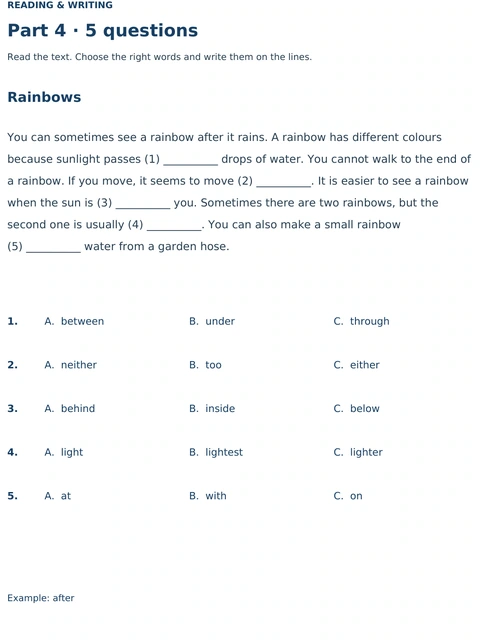 READING & WRITING
Part 4 · 5 questions
Read the text. Choose the right words and write them on the lines.
Rainbows
You can sometimes see a rainbow after it rains. A rainbow has different colours
because sunlight passes (1) __________ drops of water. You cannot walk to the end of
a rainbow. If you move, it seems to move (2) __________. It is easier to see a rainbow
when the sun is (3) __________ you. Sometimes there are two rainbows, but the
second one is usually (4) __________. You can also make a small rainbow
(5) __________ water from a garden hose.
1. A. between B. under C. through
2. A. neither B. too C. either
3. A. behind B. inside C. below
4. A. light B. lightest C. lighter
5. A. at B. with C. on
Example: after